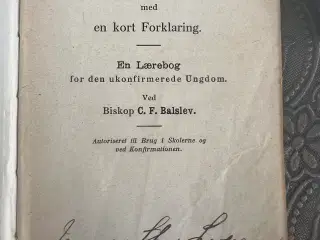 med
en kort Forklaring.
En Lærebog
for den ukonfirmerede Ungdom.
Ved
Biskop C. F. Balslev.
Autoriseret til Brug i Skolerne og
ved Konfirmationen.